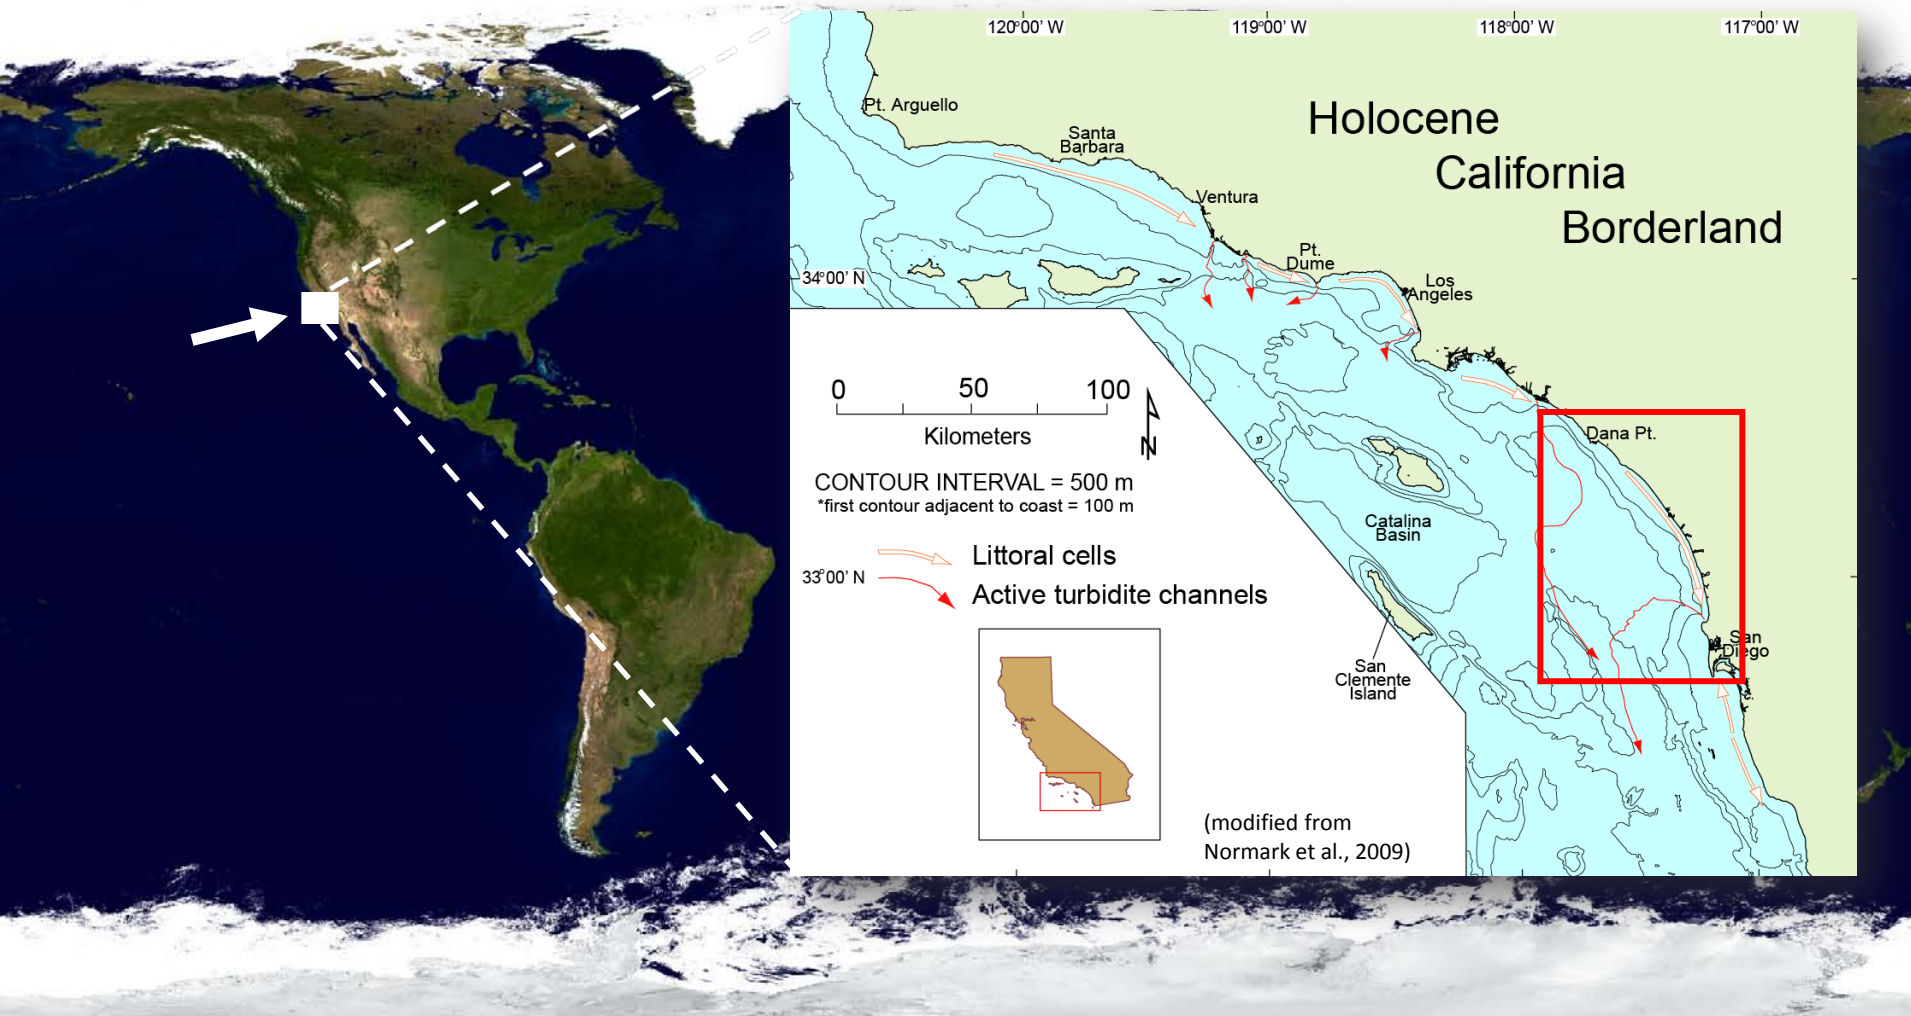 120°00' W
119°00' W
118°00' W
117°00' W
Pt. Arguello
Santa
Barbara
Holocene
California
Borderland
Ventura
Pt.
Dume
34°00' N
Los
Angeles
0
50
100
Kilometers
N
Dana Pt.
CONTOUR INTERVAL = 500 m
*first contour adjacent to coast = 100 m
Catalina
Basin
Littoral cells
33°00' N
Active turbidite channels
San
Diego
San
Clemente
Island
(modified from
Normark et al., 2009)